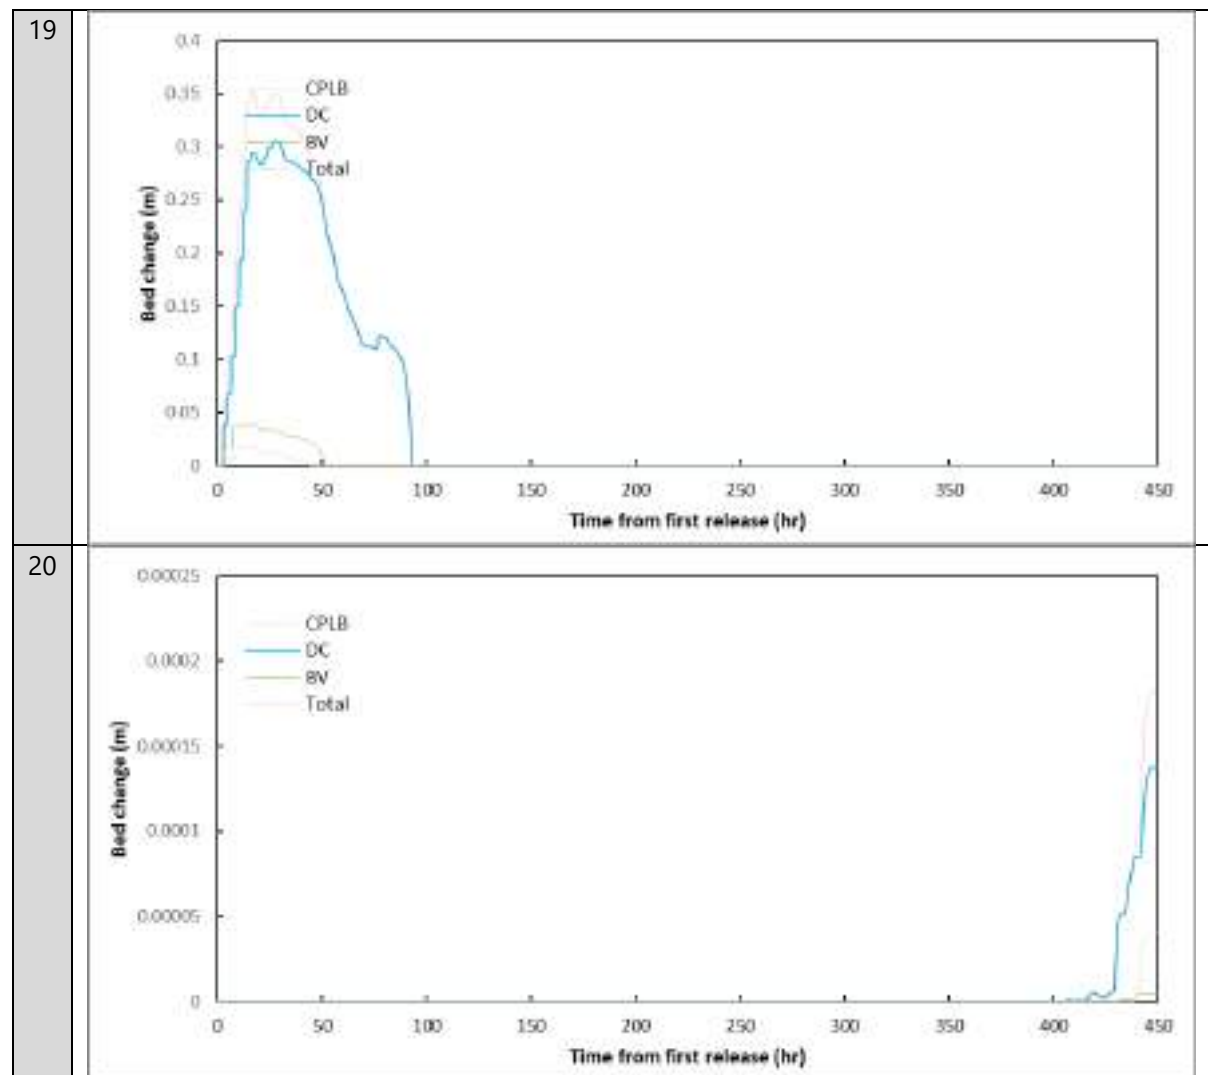 19
0.4
0.35
0.3
0.25
0.2
0.15
0.1
0.05
0
Bed change (m)
CPLB
DC
BV
Total
0 50 100 150 200 250 300 350 400 450
Time from first release (hr)
20
0.00025
0.0002
0.00015
0.0001
0.00005
0
Bed change (m)
CPLB
DC
BV
Total
0 50 100 150 200 250 300 350 400 450
Time from first release (hr)